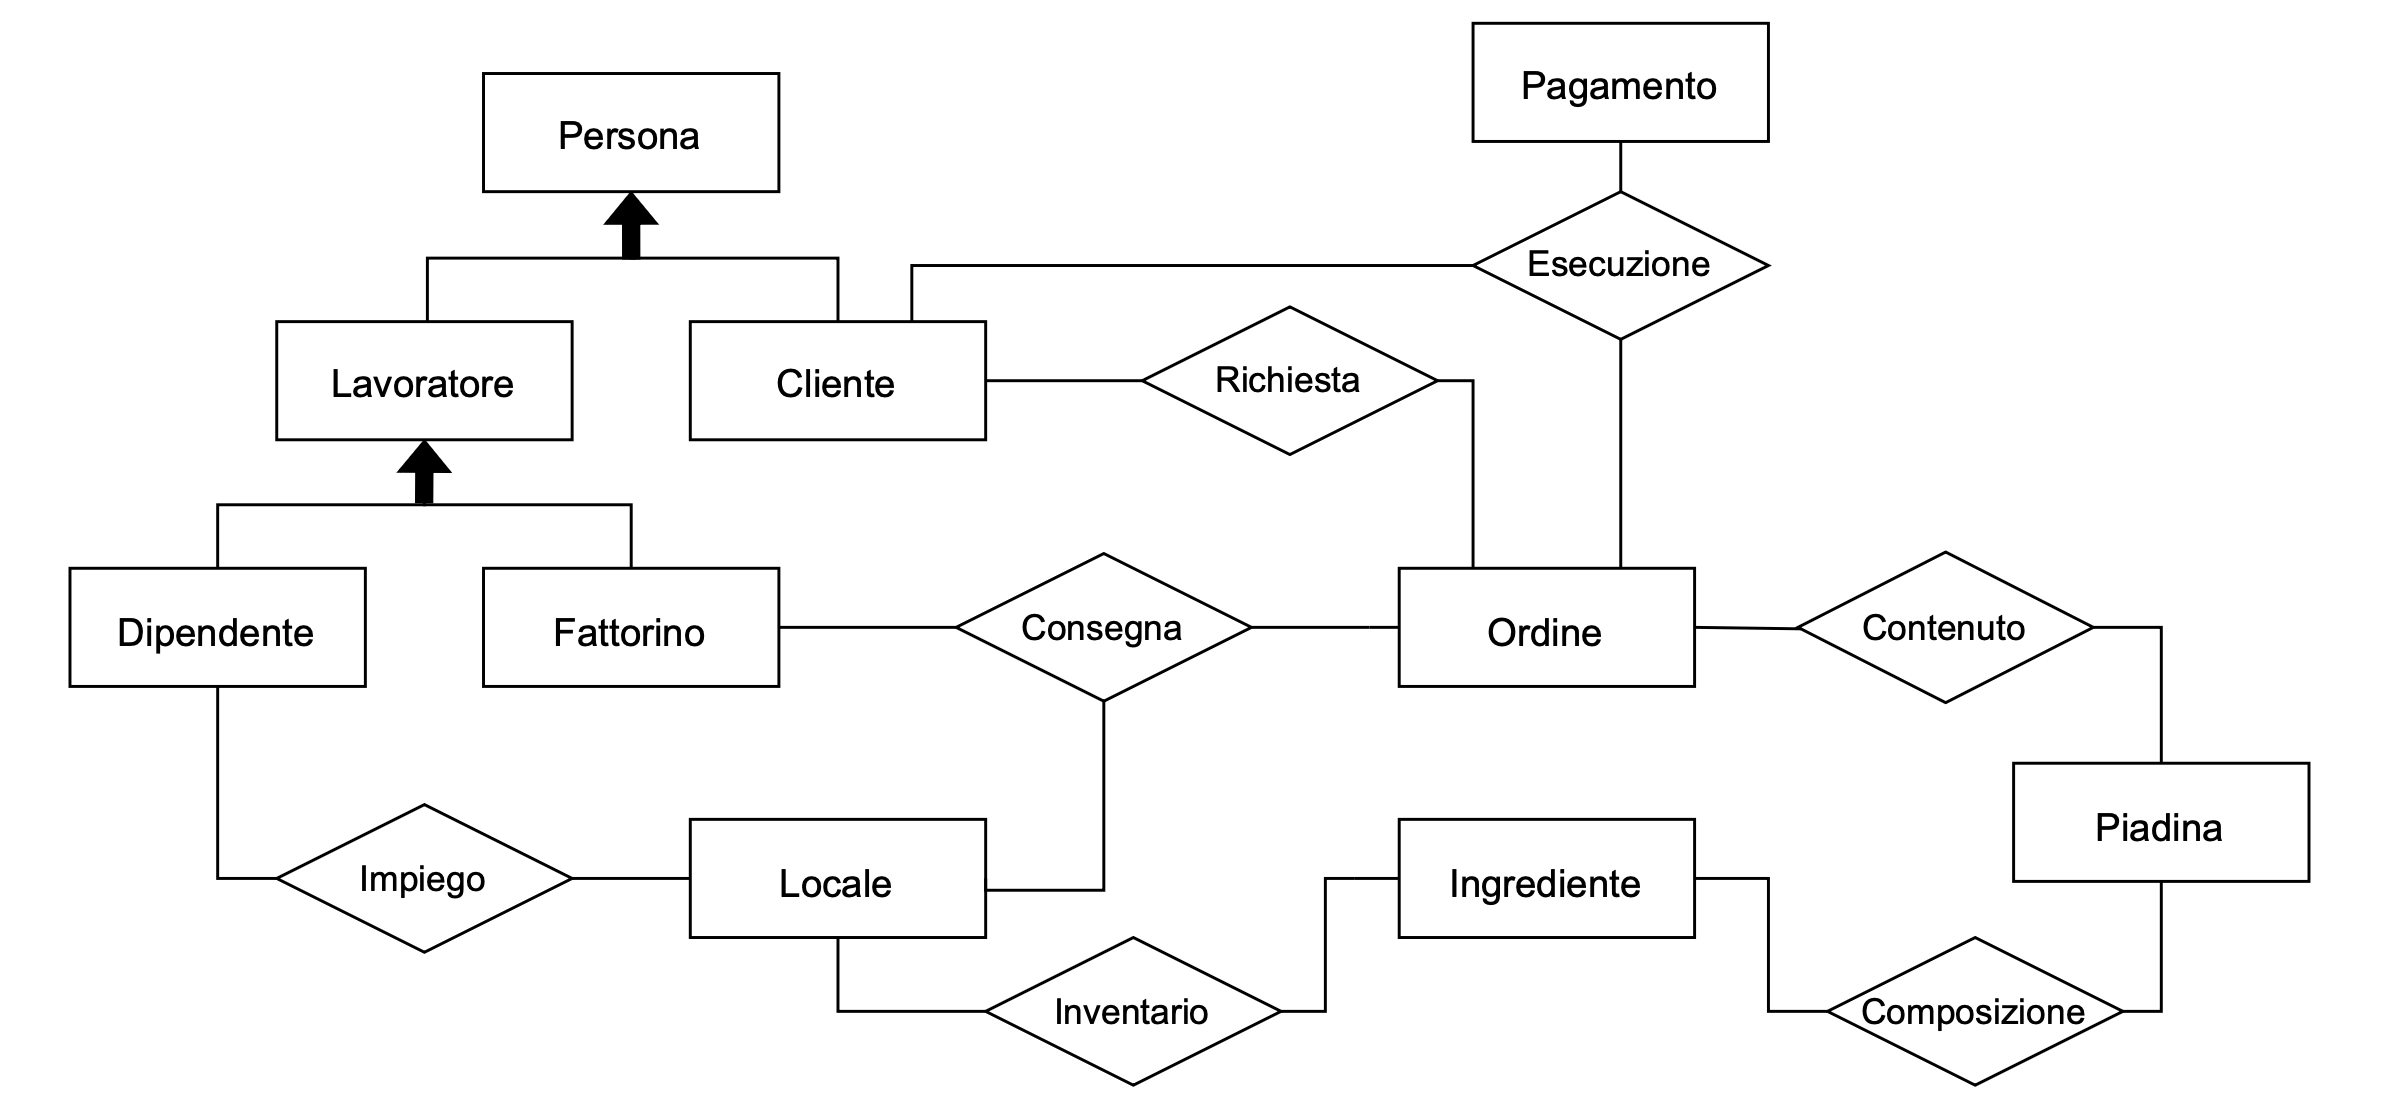 Pagamento
Persona
Esecuzione
Lavoratore
Cliente
Richiesta
Dipendente
Fattorino
Consegna
Ordine
Contenuto
Piadina
Impiego
Locale
Ingrediente
Inventario
Composizione